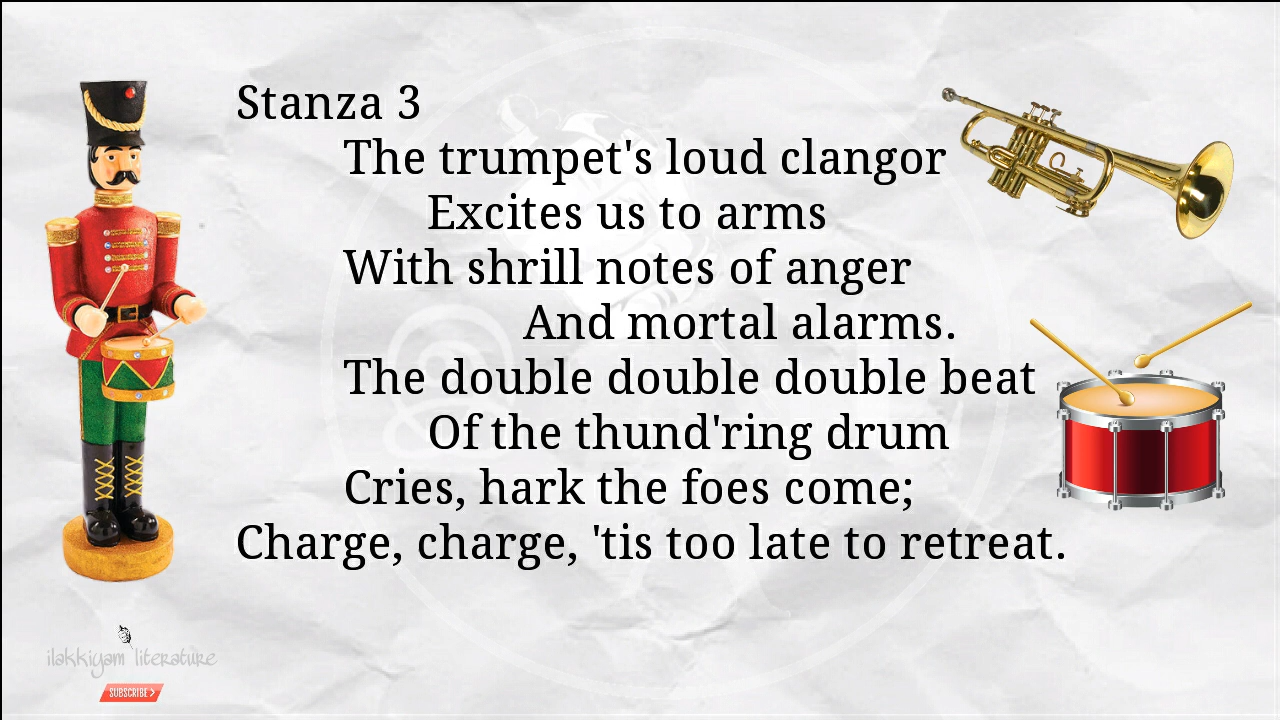 Stanza 3
The trumpet's loud clangor
Excites us to arms
With shrill notes of anger
And mortal alarms.
The double double double beat
Of the thund'ring drum
Cries, hark the foes come;
Charge, charge, 'tis too late to retreat.
ilakkiyam literature
SUBSCRIBE >